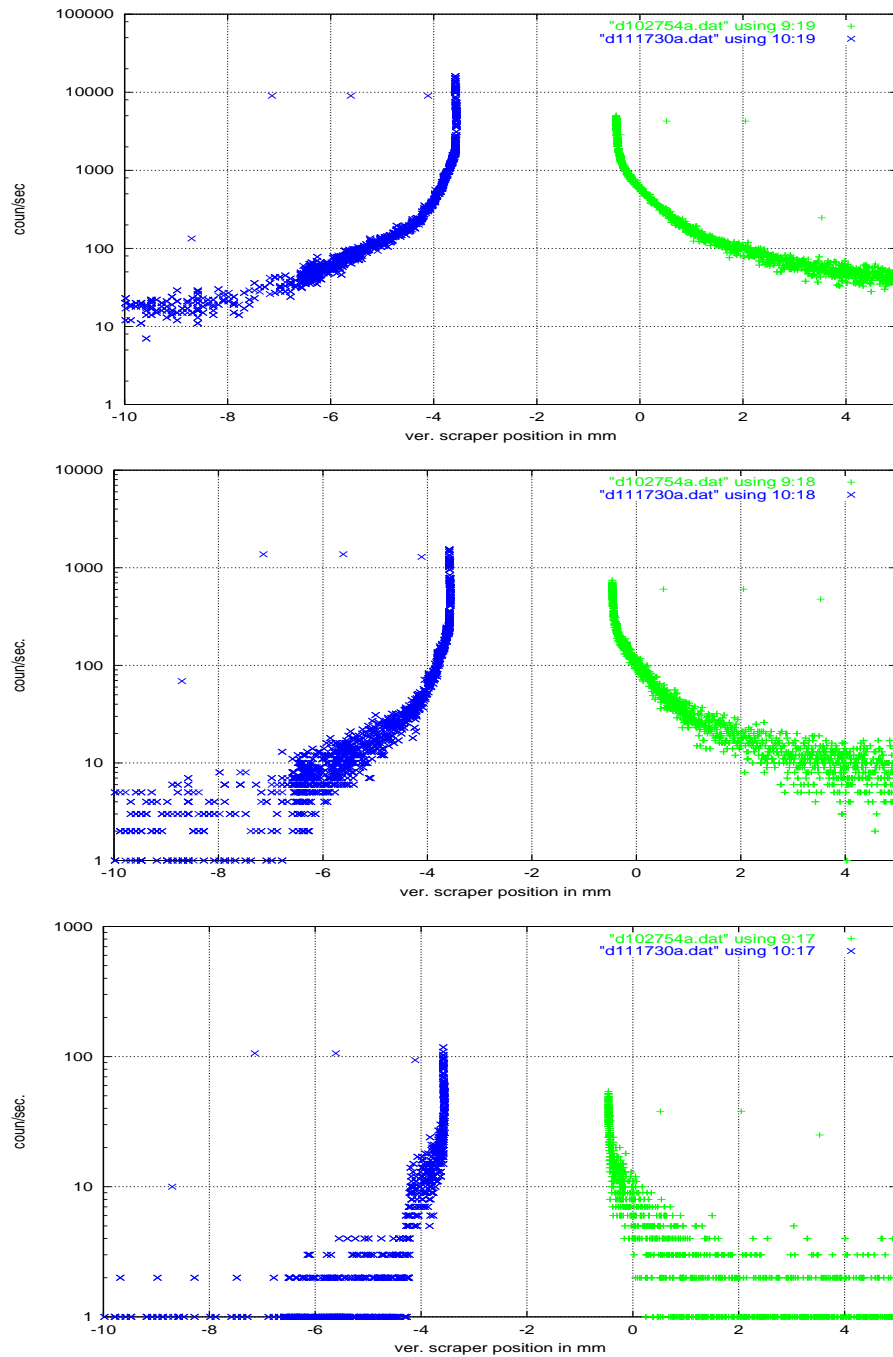 100000
10000
1000
100
10
1
coun/sec
"d102754a.dat" using 9:19
"d111730a.dat" using 10:19
-10 -8 -6 -4 -2 0 2 4
ver. scraper position in mm
10000
1000
100
10
1
coun/sec.
"d102754a.dat" using 9:18
"d111730a.dat" using 10:18
-10 -8 -6 -4 -2 0 2 4
ver. scraper position in mm
1000
100
10
1
coun/sec.
"d102754a.dat" using 9:17
"d111730a.dat" using 10:17
-10 -8 -6 -4 -2 0 2 4
ver. scraper position in mm